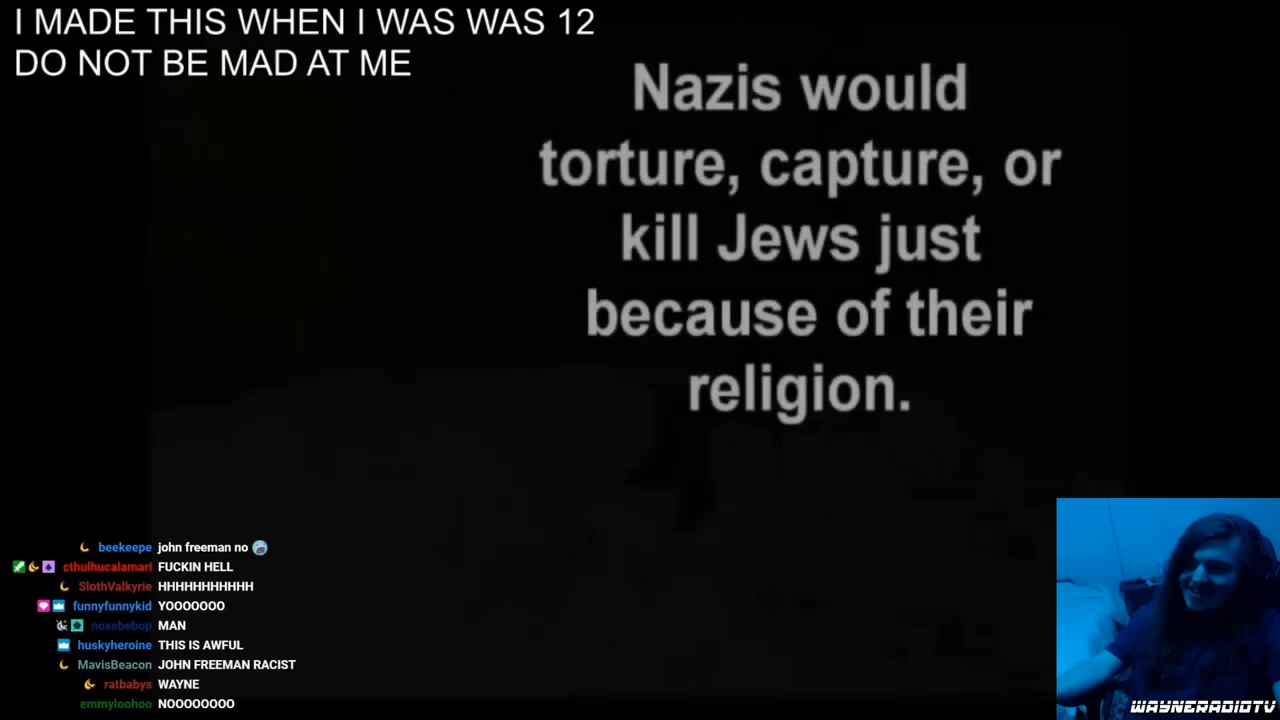 I MADE THIS WHEN I WAS WAS 12
DO NOT BE MAD AT ME
Nazis would
torture, capture, or
kill Jews just
because of their
religion.
beekeepe john freeman no
cthulhucalamari FUCKIN HELL
SlothValkyrie HHHHHHHHHHH
funnyfunnykid YOOOOOOO
noxebebop MAN
huskyheroine THIS IS AWFUL
MavisBeacon JOHN FREEMAN RACIST
ratbabys WAYNE
emmyloohoo NOOOOOOOO
WAYNERADIOTV